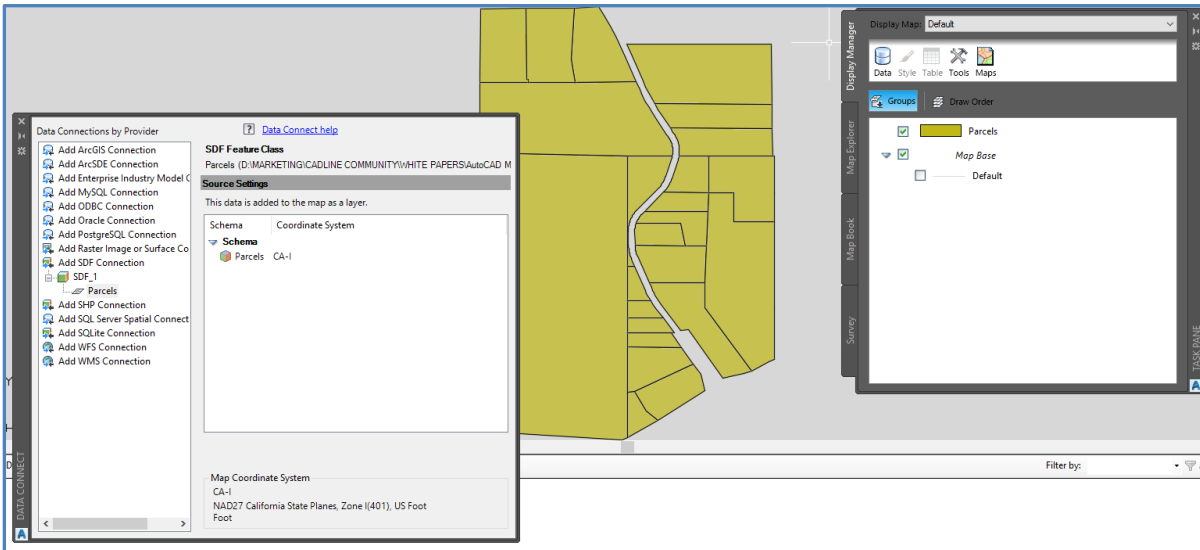 Data Connections by Provider
Add ArcGIS Connection
Add ArcSDE Connection
Add Enterprise Industry Model C
Add MySQL Connection
Add ODBC Connection
Add Oracle Connection
Add PostgreSQL Connection
Add Raster Image or Surface Co
Add SDF Connection
SDF_1
Parcels
Add SHP Connection
Add SQL Server Spatial Connect
Add SQLite Connection
Add WFS Connection
Add WMS Connection
DATA CONNECT
? Data Connect help
SDF Feature Class
Parcels (D:\MARKETING\CADLINE COMMUNITY\WHITE PAPERS\AutoCAD M
Source Settings
This data is added to the map as a layer.
Schema Coordinate System
Schema
Parcels CA-I
Map Coordinate System
CA-I
NAD27 California State Planes, Zone I(401), US Foot
Foot
Display Map: Default
Data Style Table Tools Maps
Groups Draw Order
Parcels
Map Base
Default
Display Manager
Map Explorer
Map Book
Survey
TASK PANE
Filter by:
Y